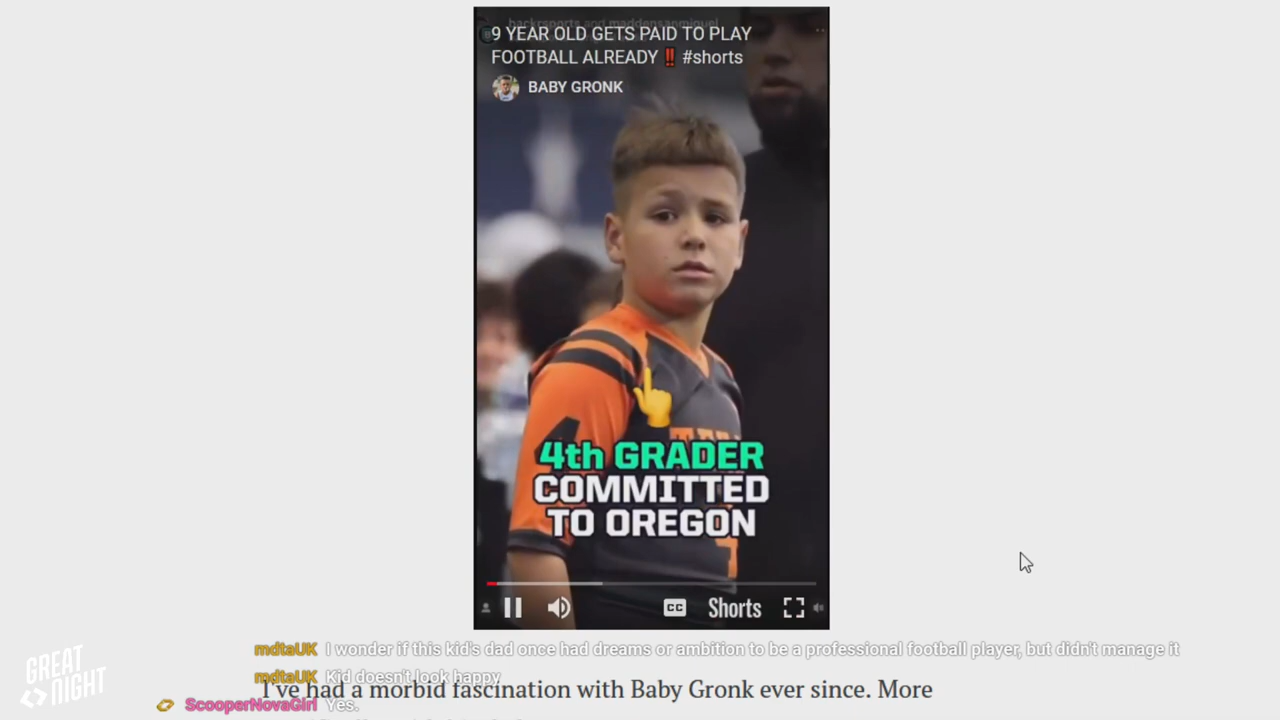 backrsports and maddensanmiguel
9 YEAR OLD GETS PAID TO PLAY
FOOTBALL ALREADY‼️ #shorts
BABY GRONK
4th GRADER
COMMITTED
TO OREGON
CC Shorts
mdtaUK I wonder if this kid's dad once had dreams or ambition to be a professional football player, but didn't manage it
mdtaUK Kid doesn't look happy
I've had a morbid fascination with Baby Gronk ever since. More
ScooperNovaGirl Yes.
GREAT
NIGHT